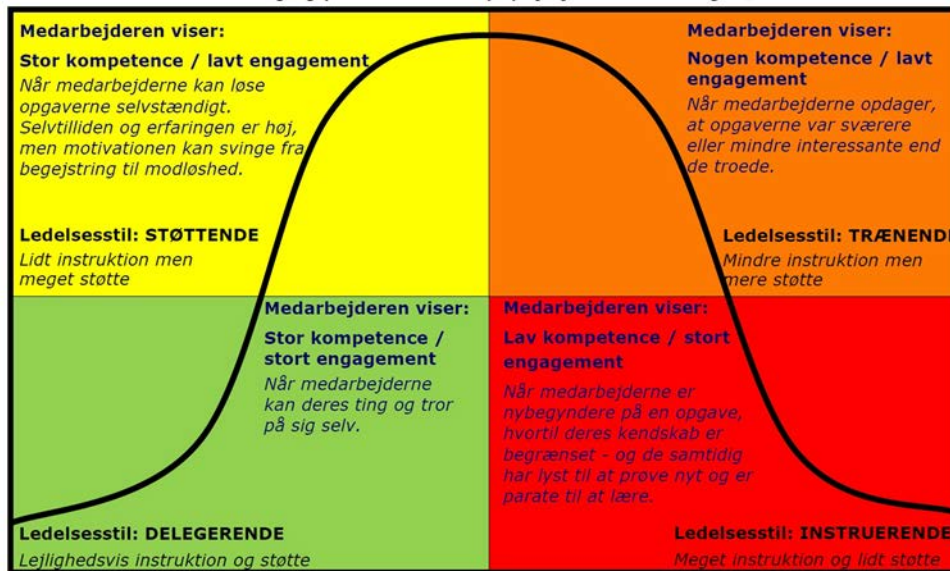 Medarbejderen viser:
Stor kompetence / lavt engagement
Når medarbejderne kan løse
opgaverne selvstændigt.
Selvtilliden og erfaringen er høj,
men motivationen kan svinge fra
begejstring til modløshed.
Ledelsesstil: STØTTENDE
Lidt instruktion men
meget støtte
Medarbejderen viser:
Nogen kompetence / lavt
engagement
Når medarbejderne opdager,
at opgaverne var sværere
eller mindre interessante end
de troede.
Ledelsesstil: TRÆNENDE
Mindre instruktion men
mere støtte
Medarbejderen viser:
Stor kompetence /
stort engagement
Når medarbejderne
kan deres ting og tror
på sig selv.
Ledelsesstil: DELEGERENDE
Lejlighedsvis instruktion og støtte
Medarbejderen viser:
Lav kompetence / stort
engagement
Når medarbejderne er
nybegyndere på en opgave,
hvortil deres kendskab er
begrænset - og de samtidig
har lyst til at prøve nyt og er
parate til at lære.
Ledelsesstil: INSTRUERENDE
Meget instruktion og lidt støtte